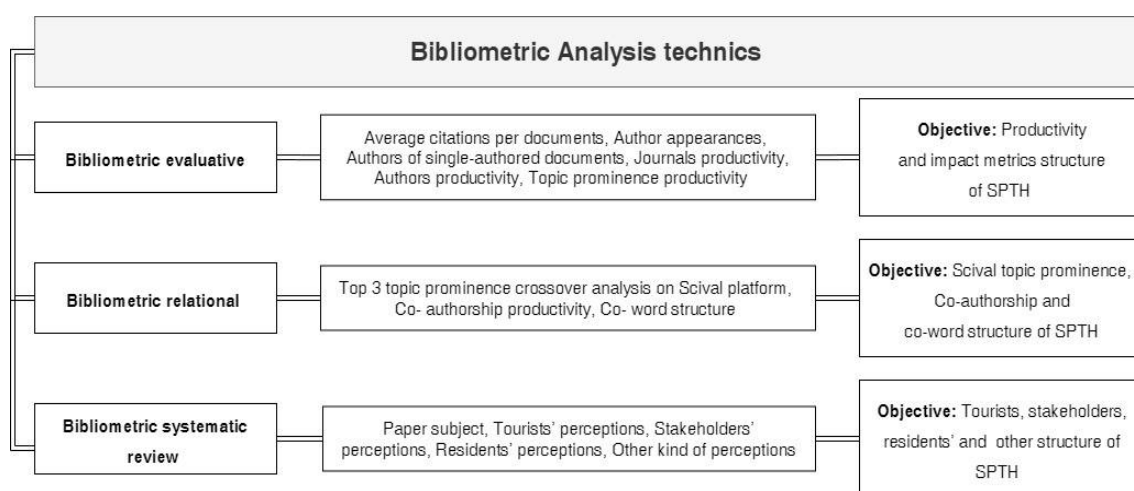 Bibliometric Analysis technics
Bibliometric evaluative
Average citations per documents, Author appearances,
Authors of single-authored documents, Journals productivity,
Authors productivity, Topic prominence productivity
Objective: Productivity
and impact metrics structure
of SPTH
Bibliometric relational
Top 3 topic prominence crossover analysis on Scival platform,
Co- authorship productivity, Co- word structure
Objective: Scival topic prominence,
Co-authorship and
co-word structure of SPTH
Bibliometric systematic
review
Paper subject, Tourists’ perceptions, Stakeholders’
perceptions, Residents’ perceptions, Other kind of perceptions
Objective: Tourists, stakeholders,
residents’ and other structure of
SPTH